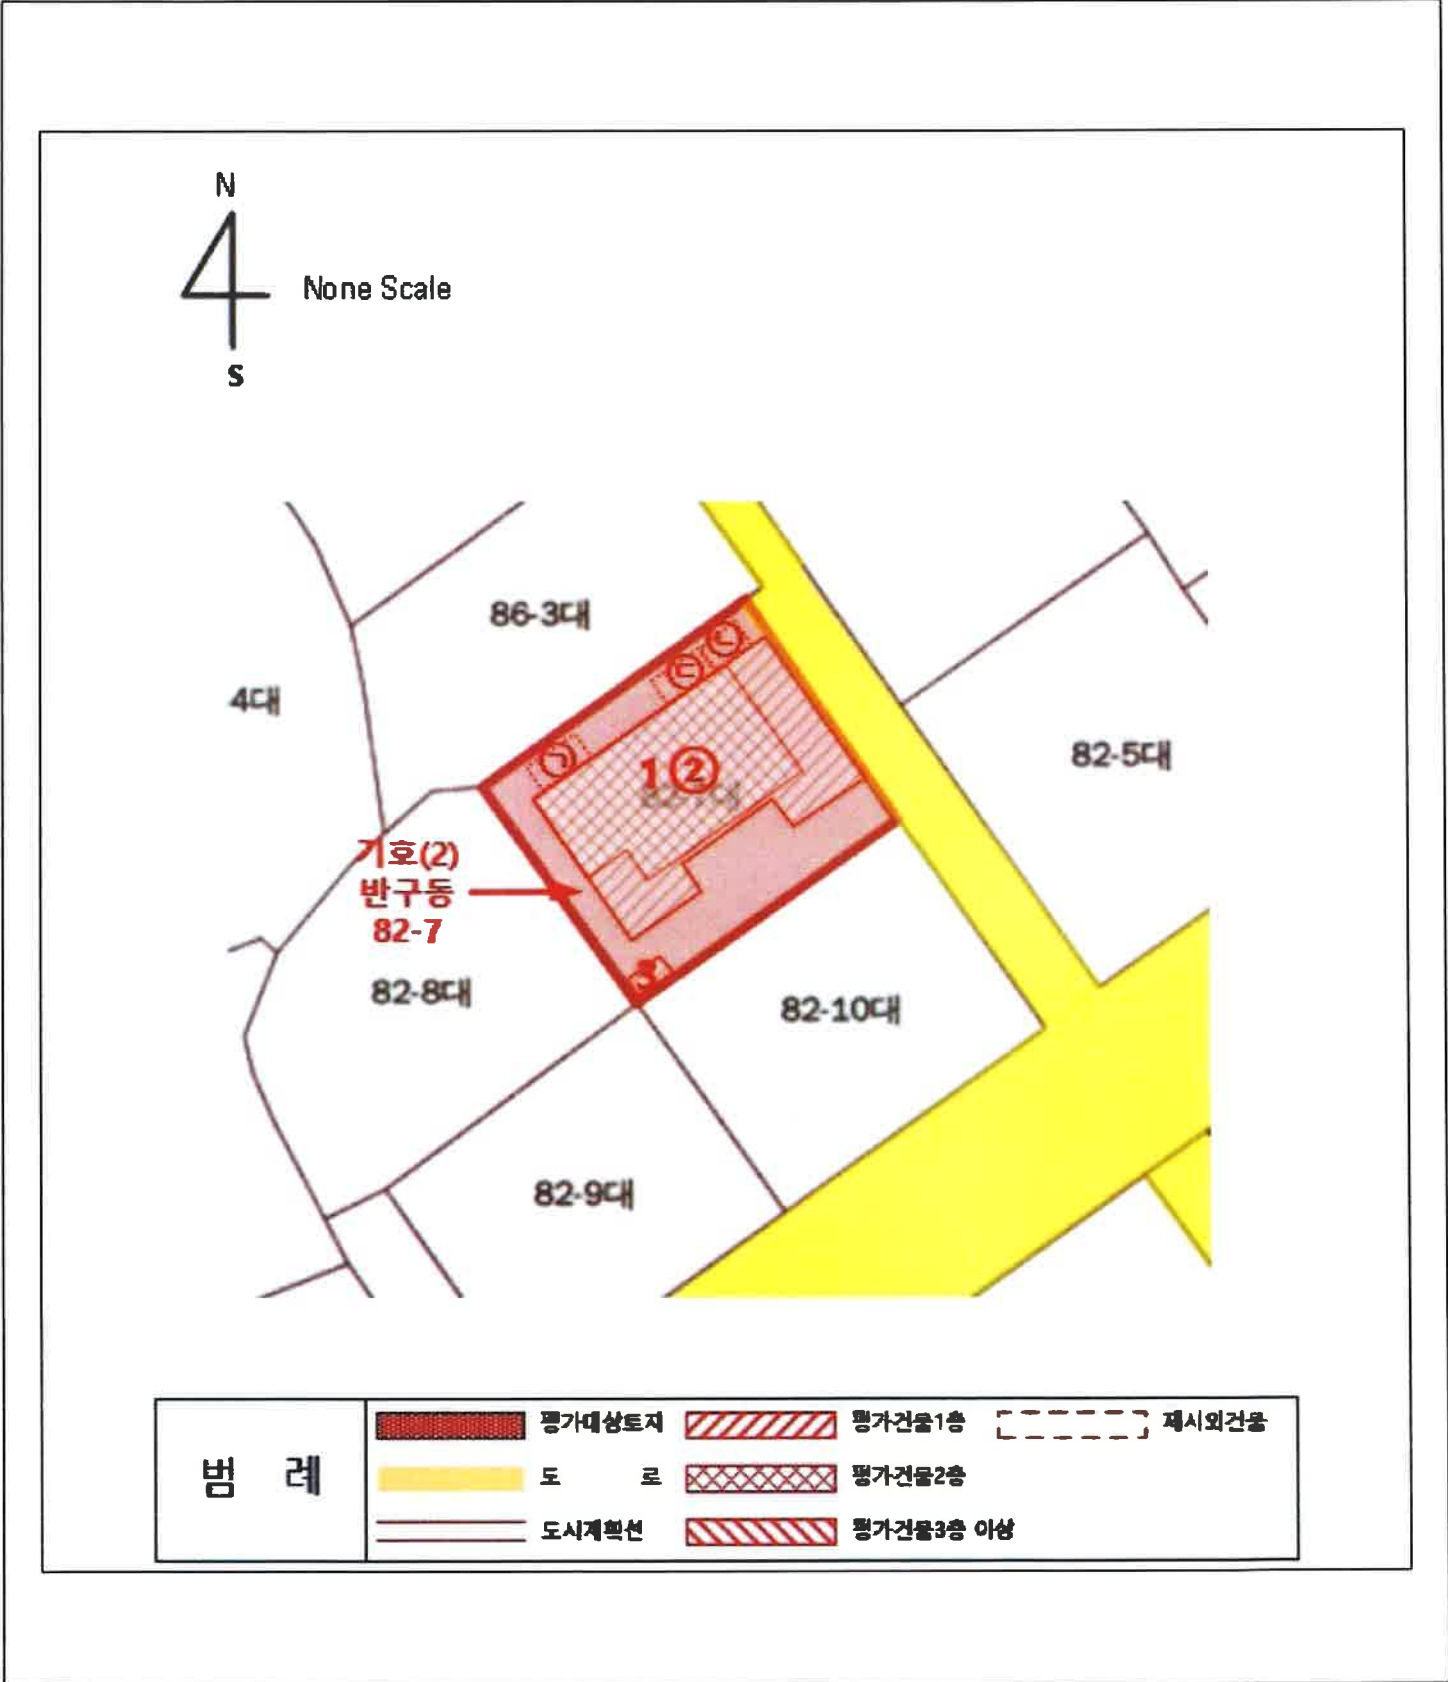 N
None Scale
S
86-3대
4대
㉡
㉢
㉠
1②
82-5대
기호(2)
반구동
82-7
82-8대
82-10대
82-9대
범 례
평가대상토지
평가건물1층
제시외건물
도 로
평가건물2층
도시계획선
평가건물3층 이상